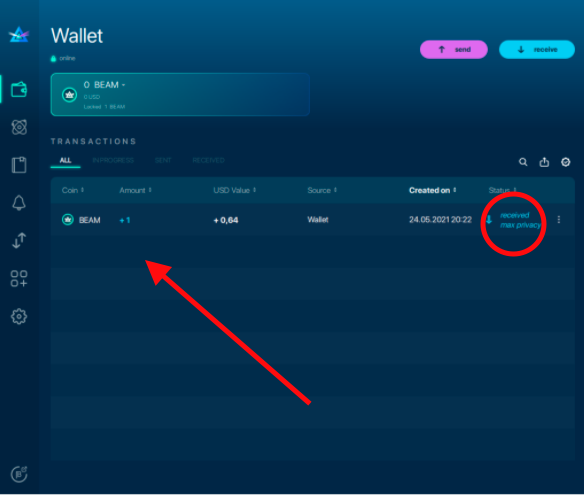 Wallet
online
send
receive
0 BEAM
0 USD
Locked 1 BEAM
TRANSACTIONS
ALL IN PROGRESS SENT RECEIVED
Coin Amount USD Value Source Created on Status
BEAM +1 +0,64 Wallet 24.05.2021 20:22 received
max privacy